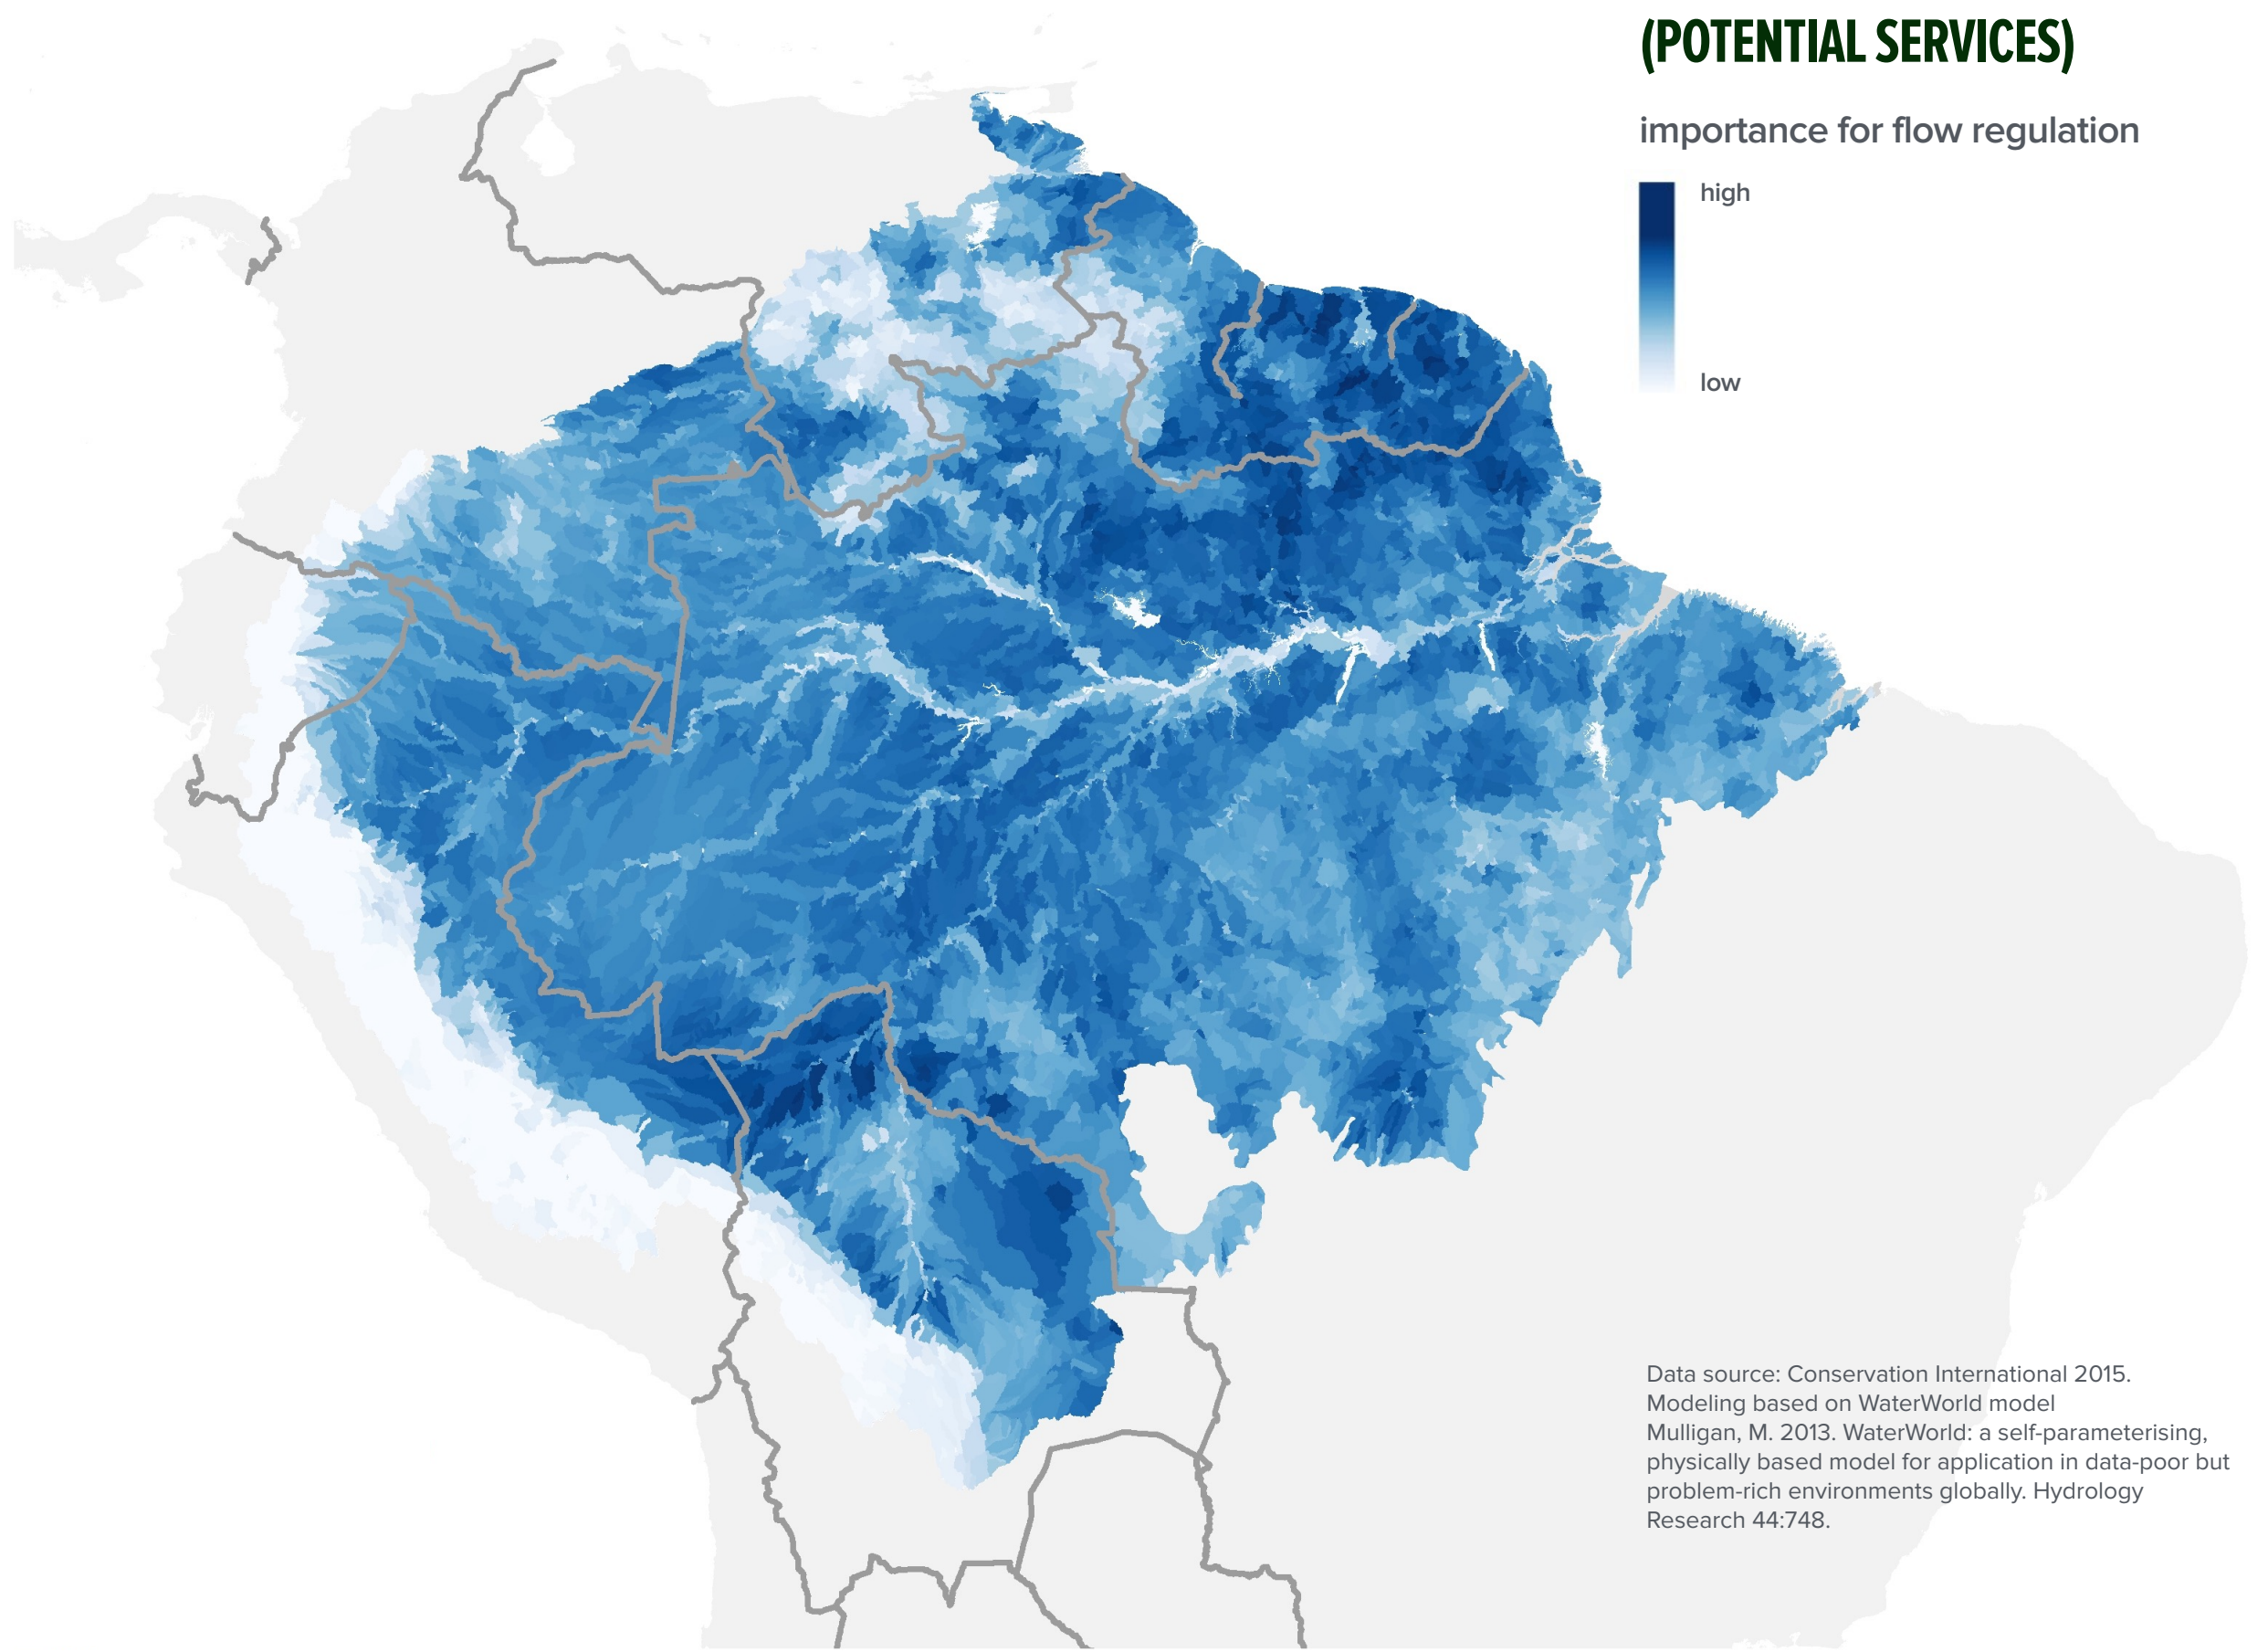 (POTENTIAL SERVICES)
importance for flow regulation
high
low
Data source: Conservation International 2015.
Modeling based on WaterWorld model
Mulligan, M. 2013. WaterWorld: a self-parameterising,
physically based model for application in data-poor but
problem-rich environments globally. Hydrology
Research 44:748.